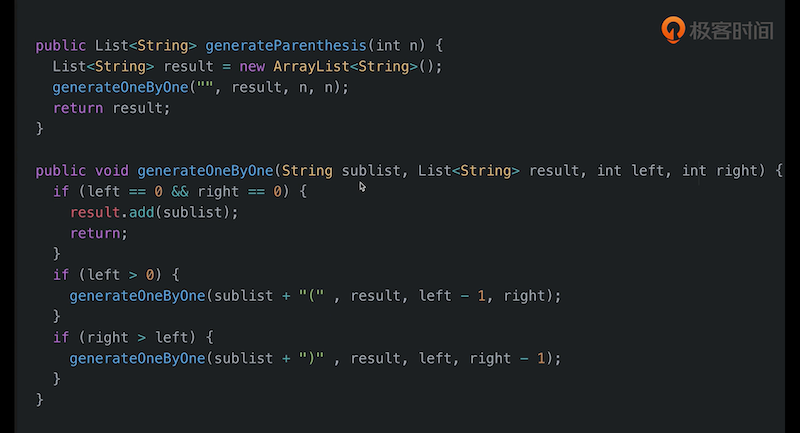 极客时间
public List<String> generateParenthesis(int n) {
  List<String> result = new ArrayList<String>();
  generateOneByOne("", result, n, n);
  return result;
}
public void generateOneByOne(String sublist, List<String> result, int left, int right) {
  if (left == 0 && right == 0) {
    result.add(sublist);
    return;
  }
  if (left > 0) {
    generateOneByOne(sublist + "(" , result, left - 1, right);
  }
  if (right > left) {
    generateOneByOne(sublist + ")" , result, left, right - 1);
  }
}